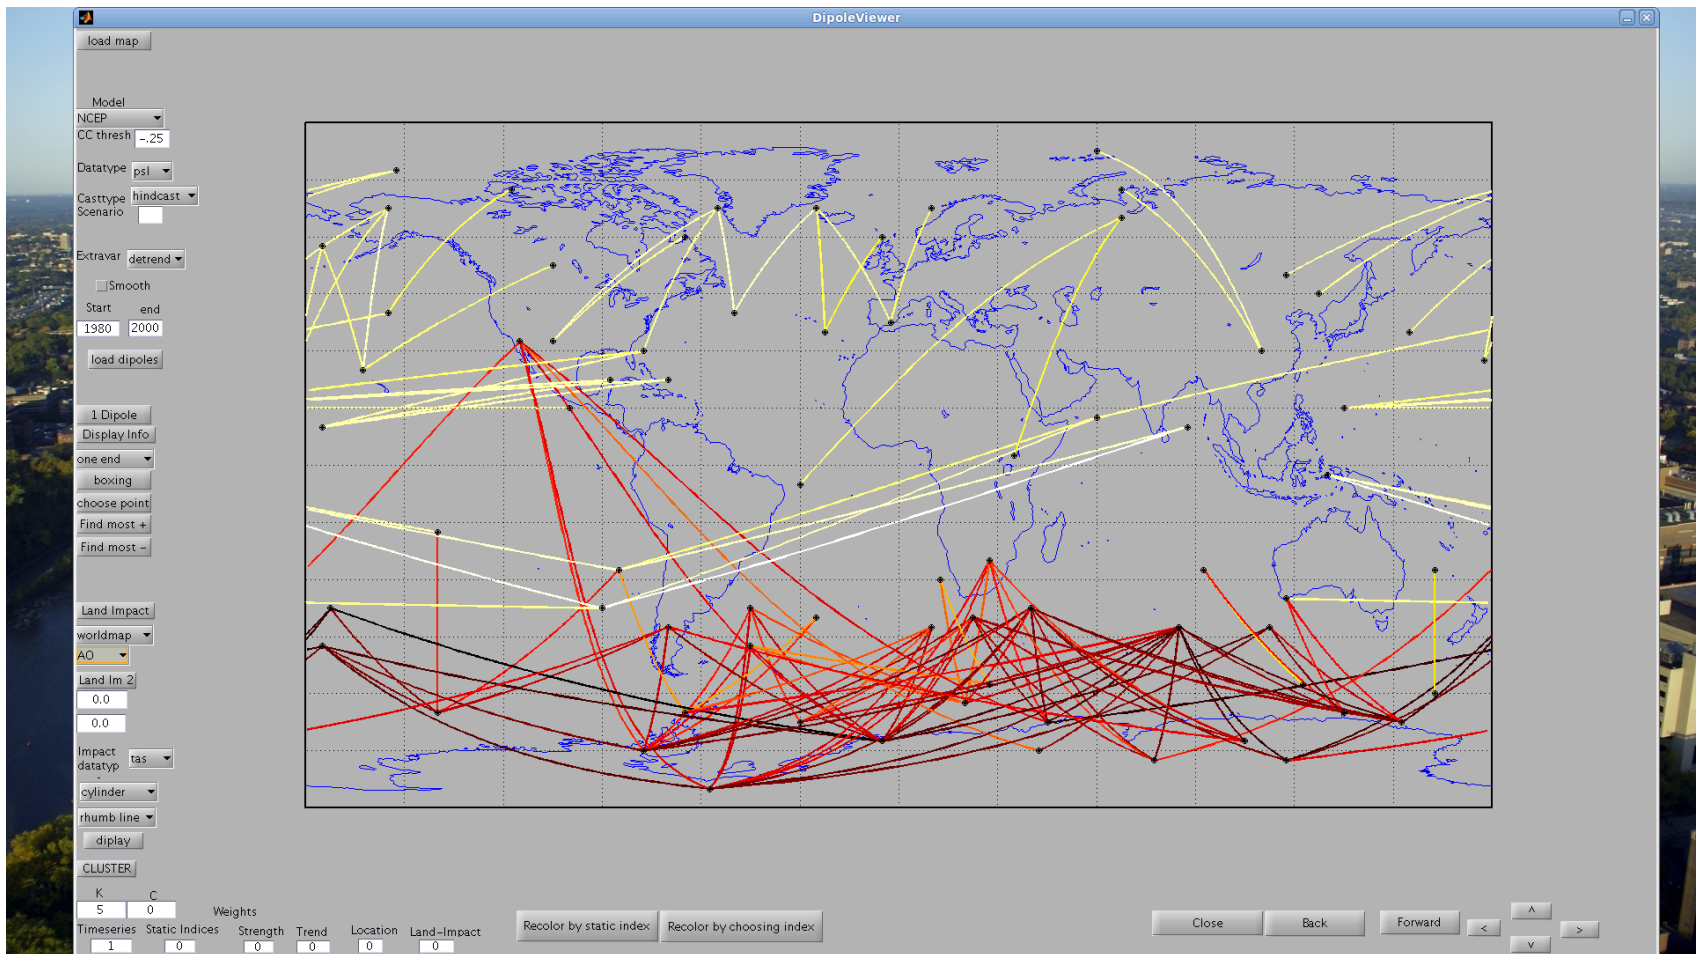 DipoleViewer
load map
Model
NCEP
CC thresh -.25
Datatype psl
Casttype hindcast
Scenario
Extravar detrend
Smooth
Start end
1980 2000
load dipoles
1 Dipole
Display Info
one end
boxing
choose point
Find most +
Find most -
Land Impact
worldmap
AO
Land Im 2
0.0
0.0
Impact
datatyp tas
cylinder
rhumb line
diplay
CLUSTER
K C
5 0 Weights
Timeseries Static Indices Strength Trend Location Land-Impact
1 0 0 0 0 0
Recolor by static index Recolor by choosing index
Close Back Forward < ^ v >